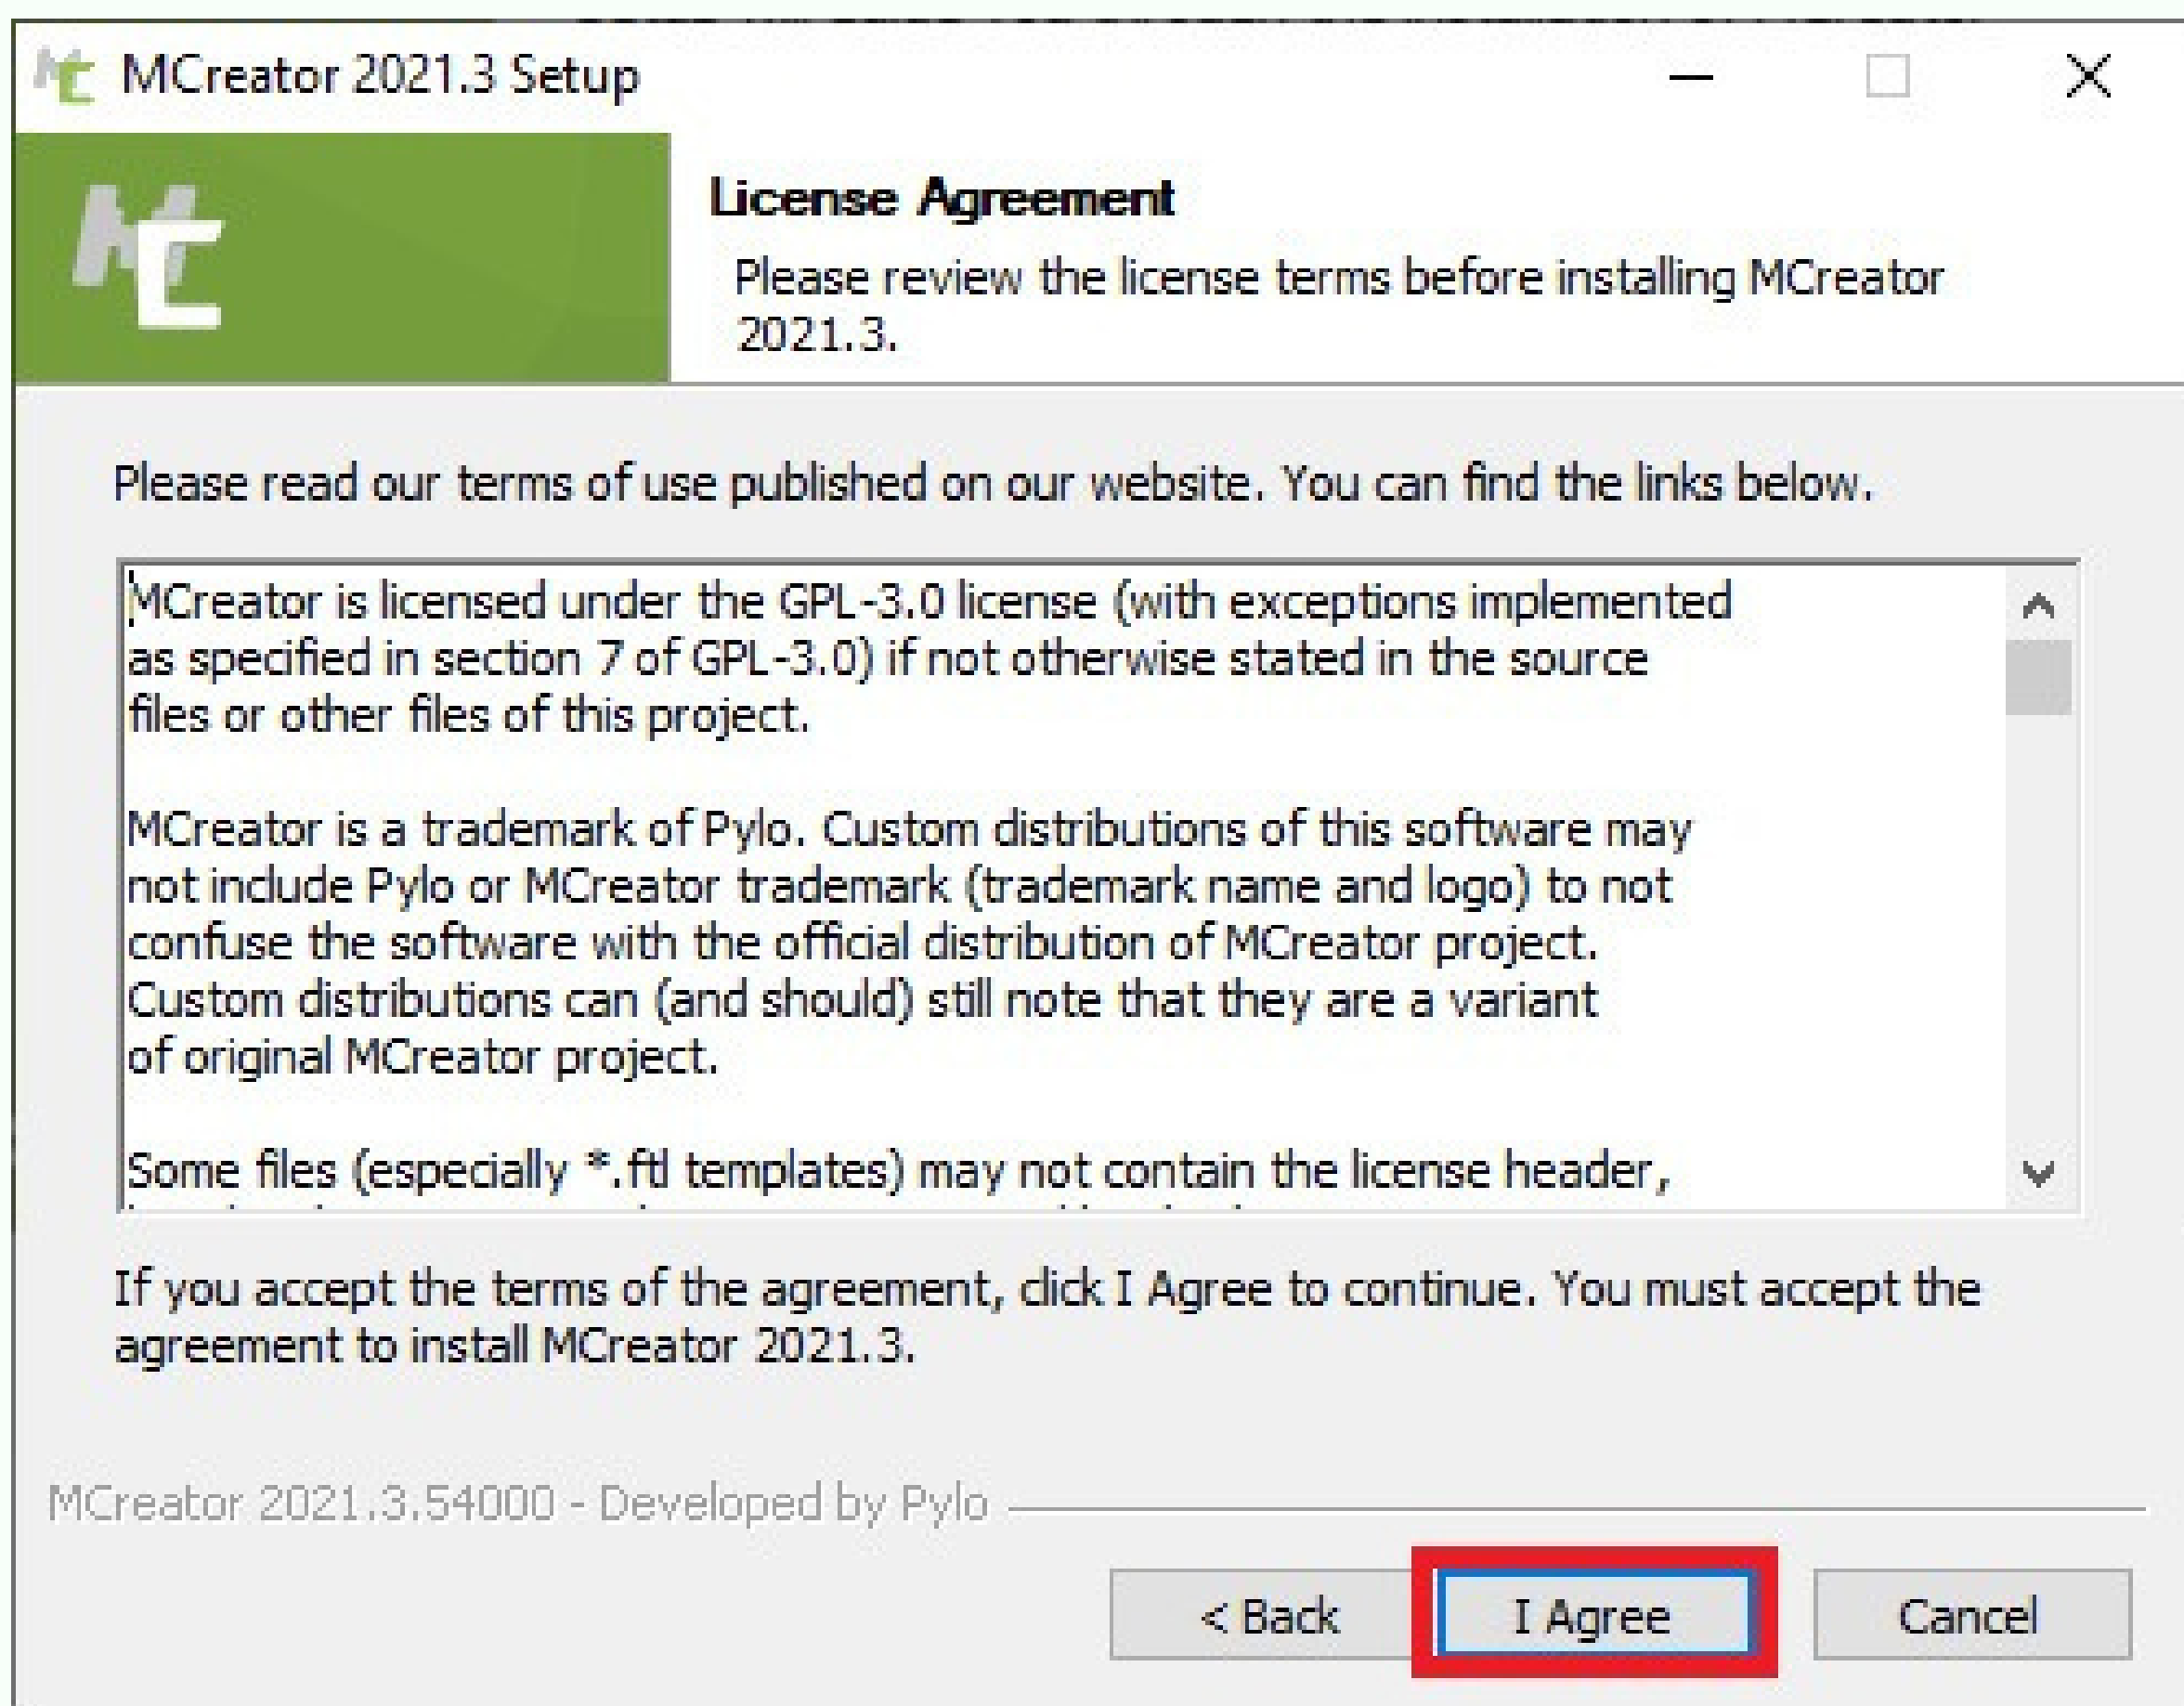 MCreator 2021.3 Setup
MC
License Agreement
Please review the license terms before installing MCreator
2021.3.
Please read our terms of use published on our website. You can find the links below.
MCreator is licensed under the GPL-3.0 license (with exceptions implemented
as specified in section 7 of GPL-3.0) if not otherwise stated in the source
files or other files of this project.
MCreator is a trademark of Pylo. Custom distributions of this software may
not include Pylo or MCreator trademark (trademark name and logo) to not
confuse the software with the official distribution of MCreator project.
Custom distributions can (and should) still note that they are a variant
of original MCreator project.
Some files (especially *.ftl templates) may not contain the license header,
If you accept the terms of the agreement, click I Agree to continue. You must accept the
agreement to install MCreator 2021.3.
MCreator 2021.3.54000 - Developed by Pylo
< Back I Agree Cancel